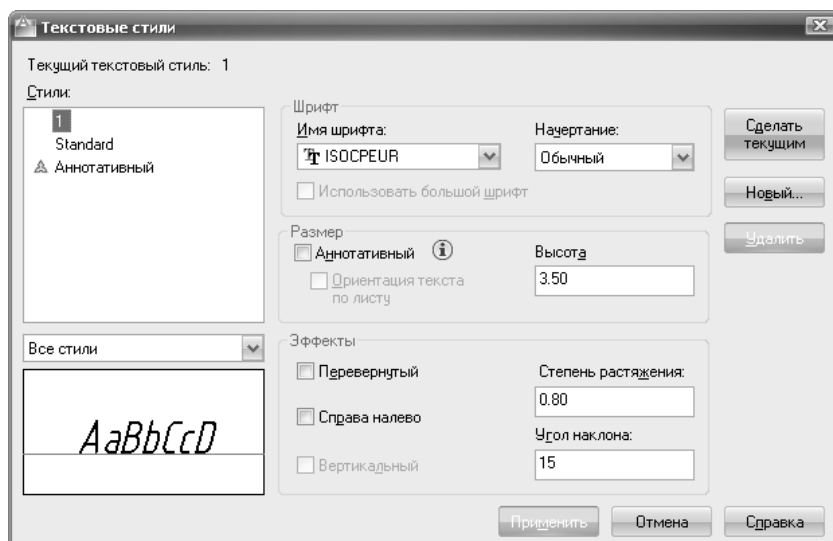 Текстовые стили
Текущий текстовый стиль: 1
Стили:
1
Standard
Аннотативный
Все стили
AaBbCcD
Шрифт
Имя шрифта:
ISOCPEUR
Начертание:
Обычный
Использовать большой шрифт
Размер
Аннотативный
Ориентация текста
по листу
Высота
3.50
Эффекты
Перевернутый
Справа налево
Вертикальный
Степень растяжения:
0.80
Угол наклона:
15
Сделать
текущим
Новый...
Удалить
Применить
Отмена
Справка